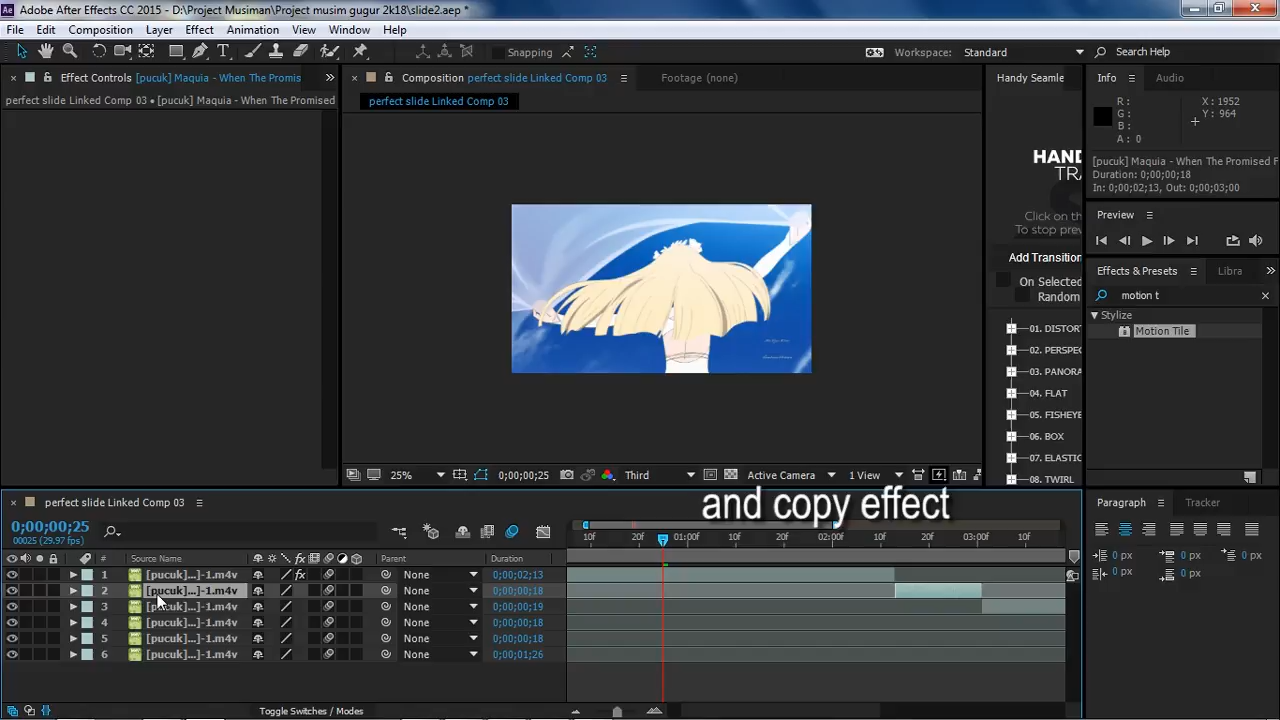 Adobe After Effects CC 2015 - D:\Project Musiman\Project musim gugur 2k18\slide2.aep *
File Edit Composition Layer Effect Animation View Window Help
Snapping
Workspace: Standard
Search Help
Effect Controls [pucuk] Maquia - When The Promis
Composition perfect slide Linked Comp 03
Footage (none)
Handy Seamle
Info
Audio
perfect slide Linked Comp 03 • [pucuk] Maquia - When The Promised
perfect slide Linked Comp 03
R :
G :
B :
A : 0
X : 1952
Y : 964
HAND
TRA
Click on th
To stop prev
[pucuk] Maquia - When The Promised F
Duration: 0;00;00;18
In: 0;00;02;13, Out: 0;00;03;00
Preview
Add Transition
On Selected
Random
Effects & Presets
Libra
motion t
Stylize
Motion Tile
01. DISTOR
02. PERSPE
03. PANORA
04. FLAT
05. FISHEYE
06. BOX
07. ELASTIC
08. TWIRL
25%
0;00;00;25
Third
Active Camera
1 View
and copy effect
perfect slide Linked Comp 03
0;00;00;25
00025 (29.97 fps)
10f 20f 01:00f 10f 20f 02:00f 10f 20f 03:00f 10f
# Source Name Parent Duration
1 [pucuk]...]-1.m4v None 0;00;02;13
2 [pucuk]...]-1.m4v None 0;00;00;18
3 [pucuk]...]-1.m4v None 0;00;00;19
4 [pucuk]...]-1.m4v None 0;00;00;18
5 [pucuk]...]-1.m4v None 0;00;00;18
6 [pucuk]...]-1.m4v None 0;00;01;26
Toggle Switches / Modes
Paragraph
Tracker
0 px
0 px
0 px
0 px
0 px